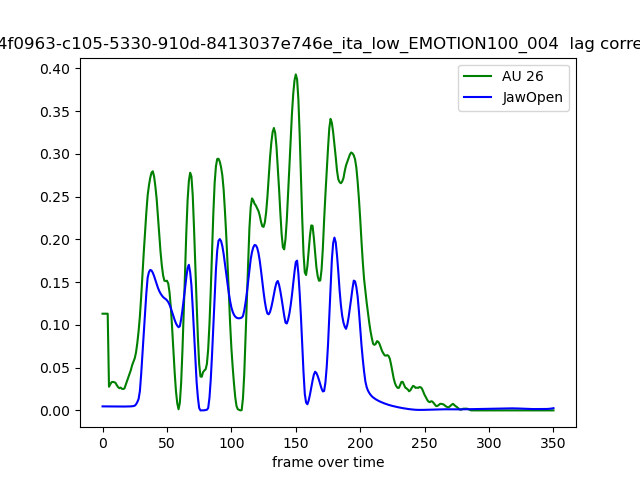 4f0963-c105-5330-910d-8413037e746e_ita_low_EMOTION100_004 lag corre
AU 26
JawOpen
0.40
0.35
0.30
0.25
0.20
0.15
0.10
0.05
0.00
0 50 100 150 200 250 300 350
frame over time